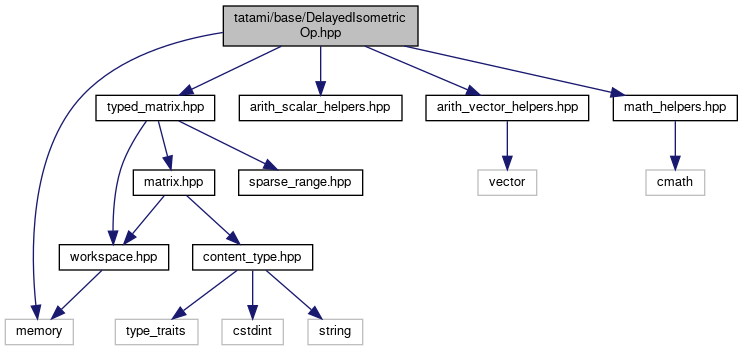 tatami/base/DelayedIsometric
Op.hpp
typed_matrix.hpp
arith_scalar_helpers.hpp
arith_vector_helpers.hpp
math_helpers.hpp
matrix.hpp
sparse_range.hpp
vector
cmath
workspace.hpp
content_type.hpp
memory
type_traits
cstdint
string